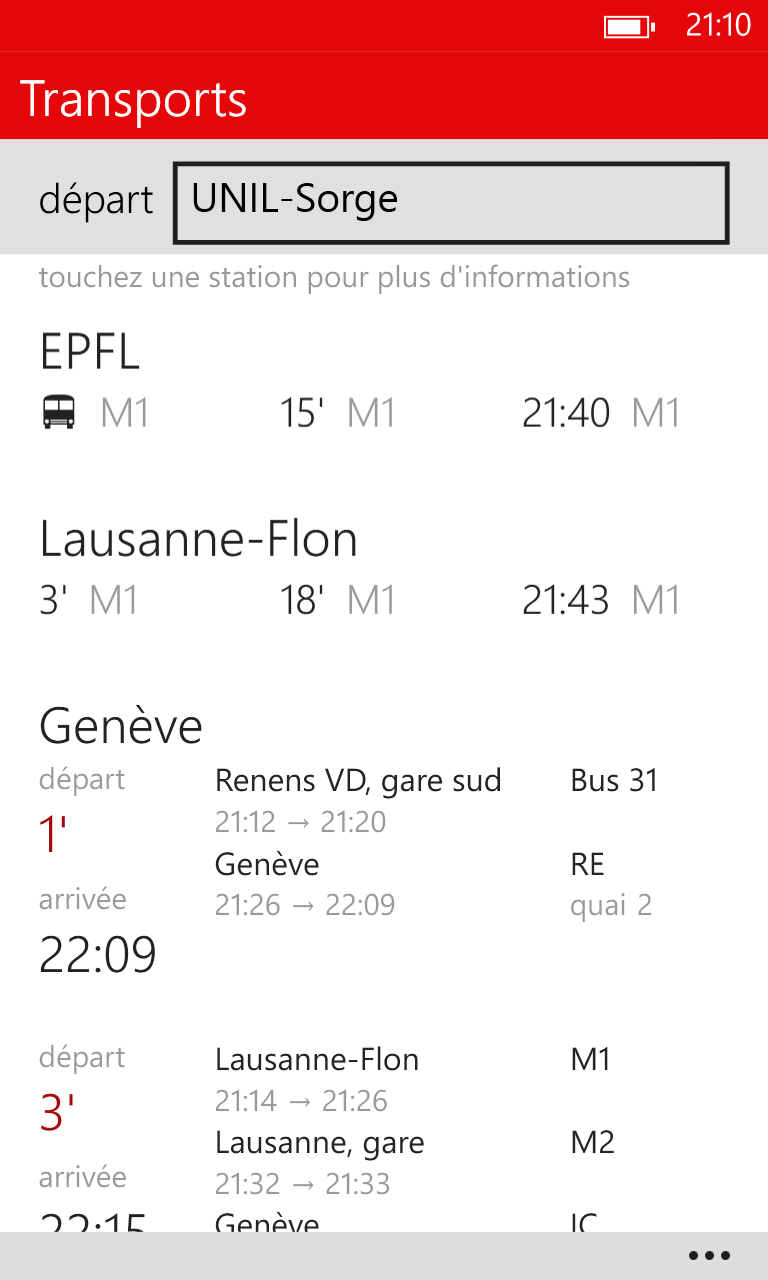 21:10
Transports
départ UNIL-Sorge
touchez une station pour plus d'informations
EPFL
M1 15' M1 21:40 M1
Lausanne-Flon
3' M1 18' M1 21:43 M1
Genève
départ Renens VD, gare sud Bus 31
1' 21:12 → 21:20
Genève RE
arrivée 21:26 → 22:09 quai 2
22:09
départ Lausanne-Flon M1
3' 21:14 → 21:26
Lausanne, gare M2
arrivée 21:32 → 21:33
22:15 Genève IC